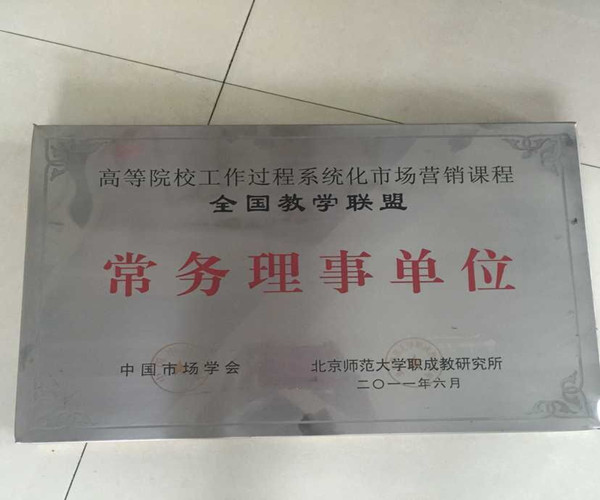 高等院校工作过程系统化市场营销课程
全国教学联盟
常务理事单位
中国市场学会
北京师范大学职成教研究所
二〇一一年六月